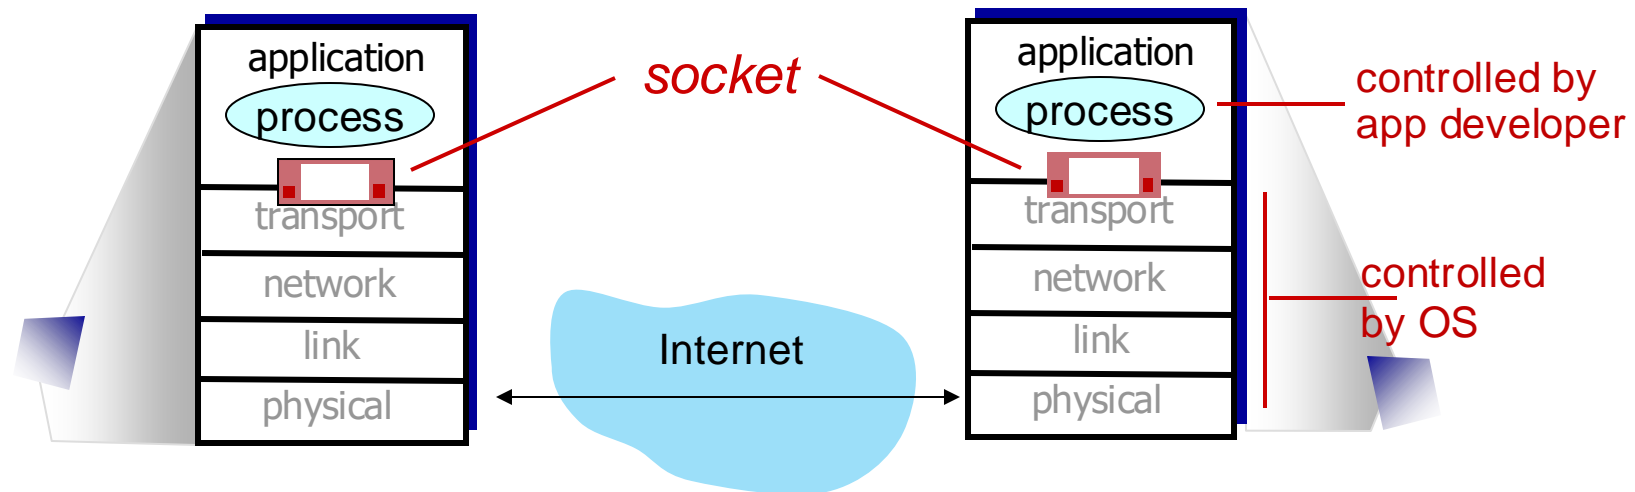 application
process
transport
network
link
physical
socket
Internet
application
process
transport
network
link
physical
controlled by
app developer
controlled
by OS